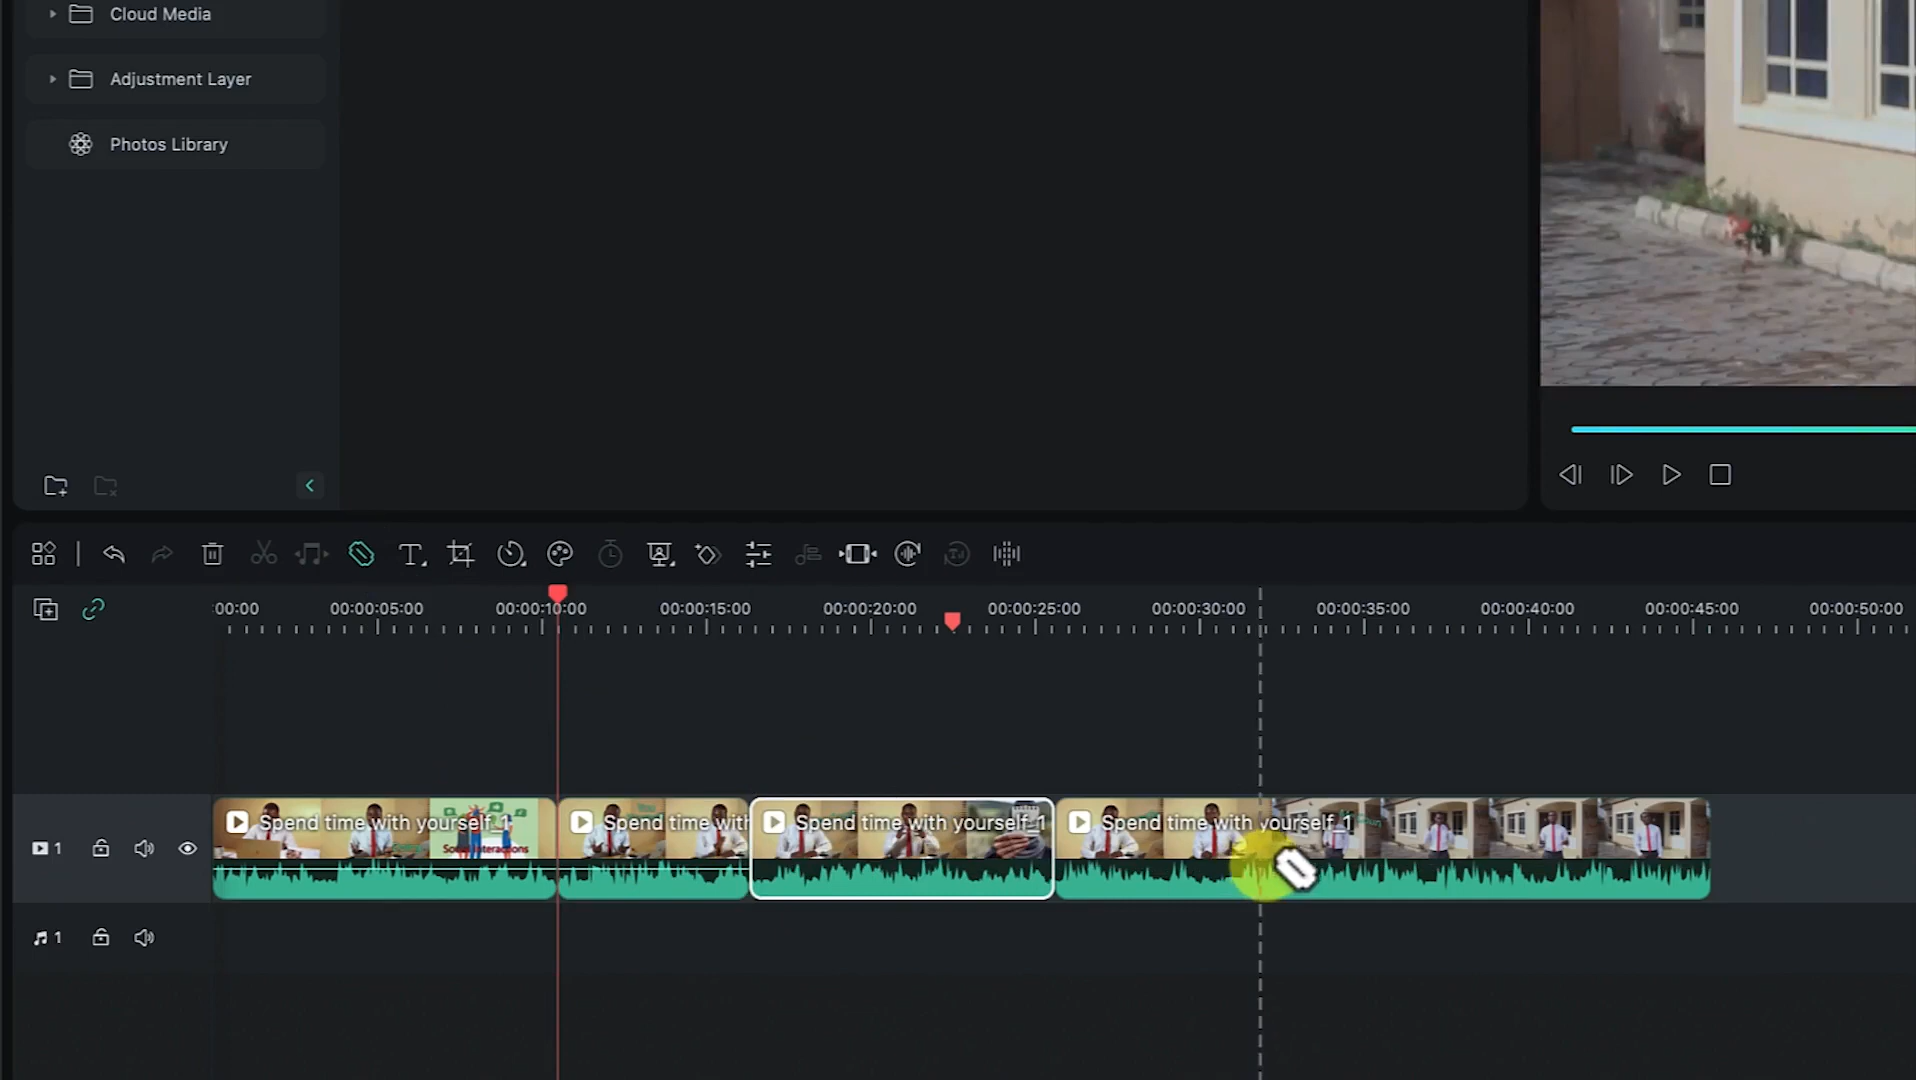 Cloud Media
Adjustment Layer
Photos Library
:00:00
00:00:05:00
00:00:10:00
00:00:15:00
00:00:20:00
00:00:25:00
00:00:30:00
00:00:35:00
00:00:40:00
00:00:45:00
00:00:50:00
Spend time with yourself_1
Spend time with
Spend time with yourself_1
Spend time with yourself_1
Social Interactions
1
1